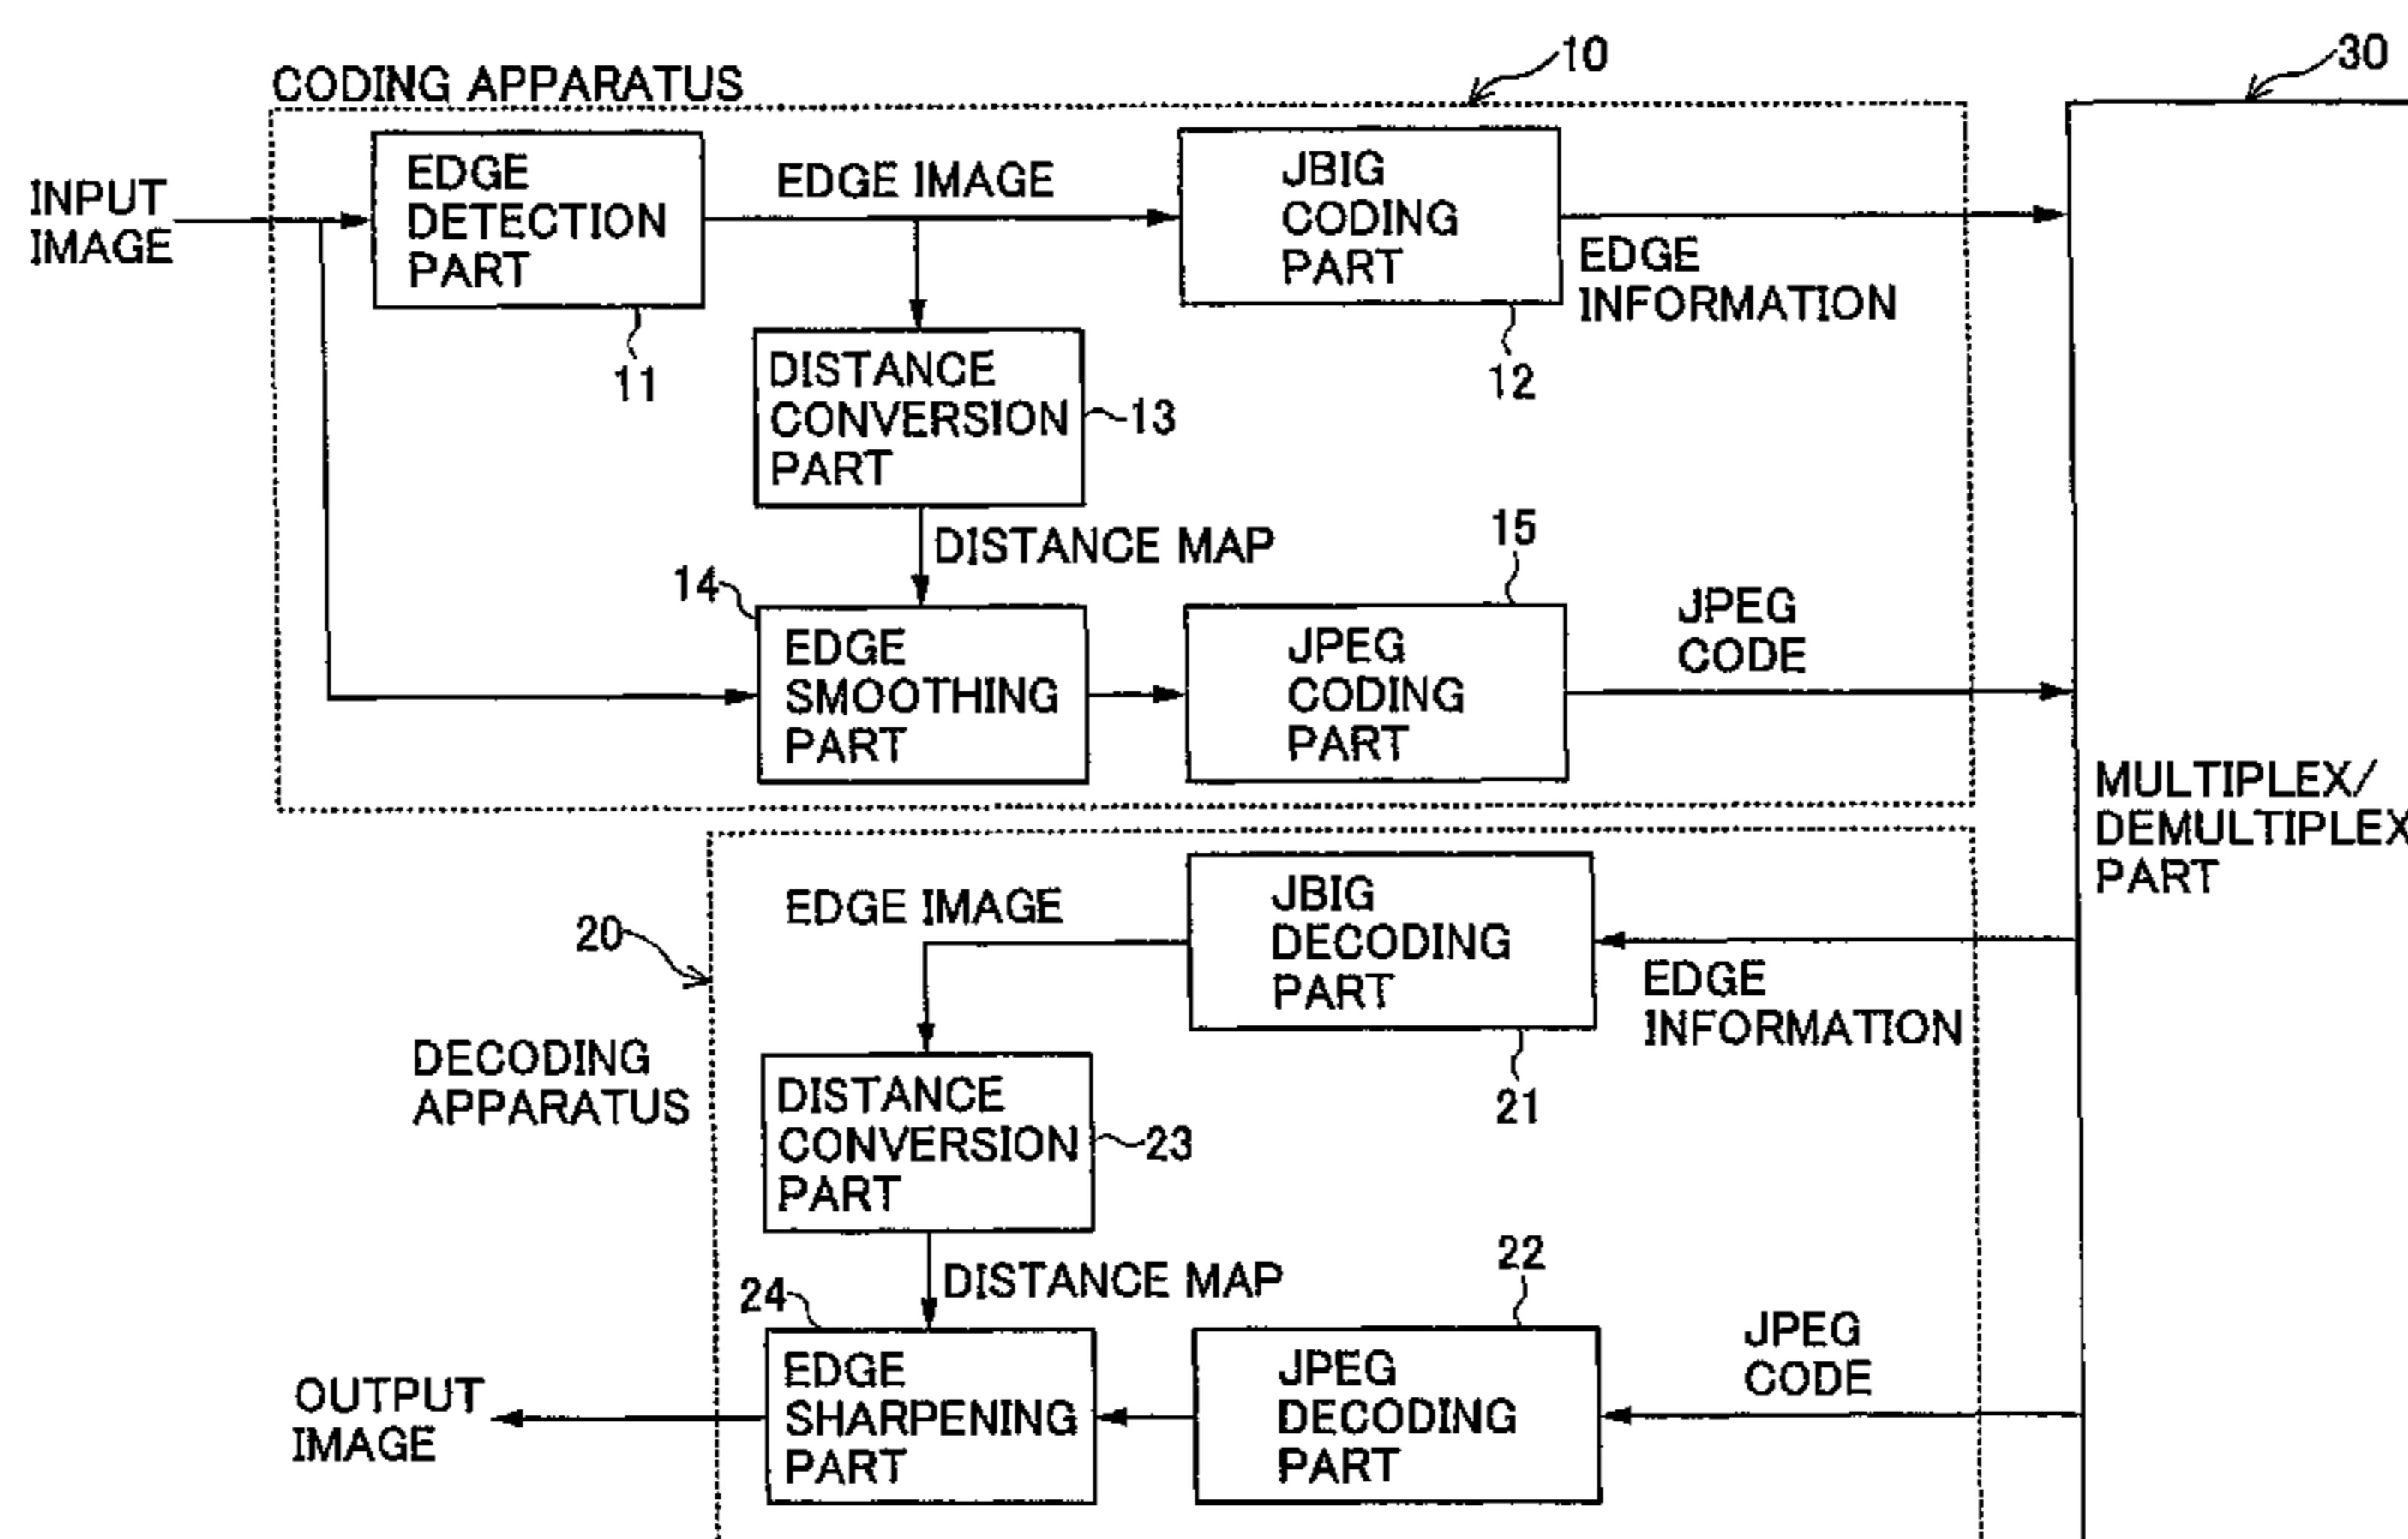 10
30
CODING APPARATUS
INPUT
IMAGE
EDGE
DETECTION
PART
11
EDGE IMAGE
JBIG
CODING
PART
12
EDGE
INFORMATION
DISTANCE
CONVERSION
PART
13
DISTANCE MAP
14
EDGE
SMOOTHING
PART
15
JPEG
CODING
PART
JPEG
CODE
MULTIPLEX/
DEMULTIPLEX
PART
20
DECODING
APPARATUS
EDGE IMAGE
JBIG
DECODING
PART
21
EDGE
INFORMATION
DISTANCE
CONVERSION
PART
23
DISTANCE MAP
24
EDGE
SHARPENING
PART
22
JPEG
DECODING
PART
JPEG
CODE
OUTPUT
IMAGE